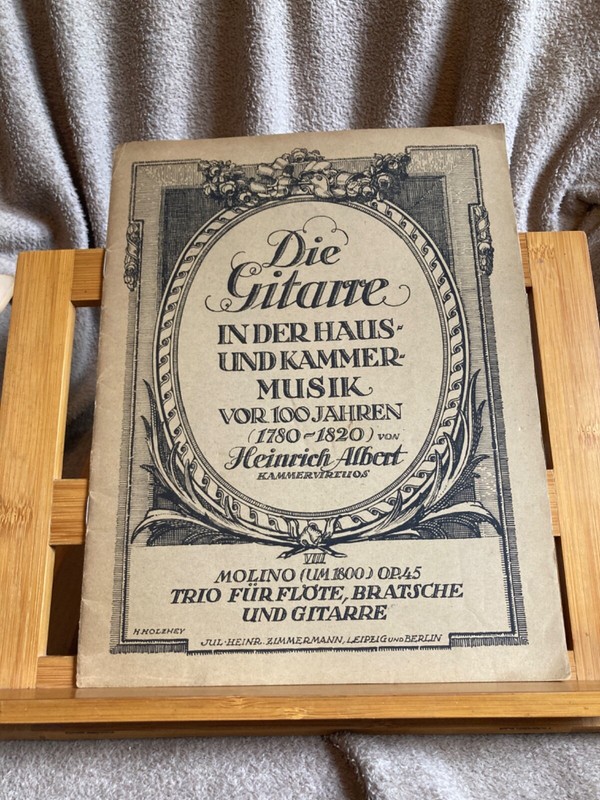 Die
Gitarre
IN DER HAUS-
UND KAMMER-
MUSIK
VOR 100 JAHREN
(1780-1820) VON
Heinrich Albert
KAMMERVIRTUOS
VIII
MOLINO (UM 1800) OP. 45
TRIO FÜR FLÖTE, BRATSCHE
UND GITARRE
H. HOLZHEY
JUL. HEINR. ZIMMERMANN, LEIPZIG UND BERLIN